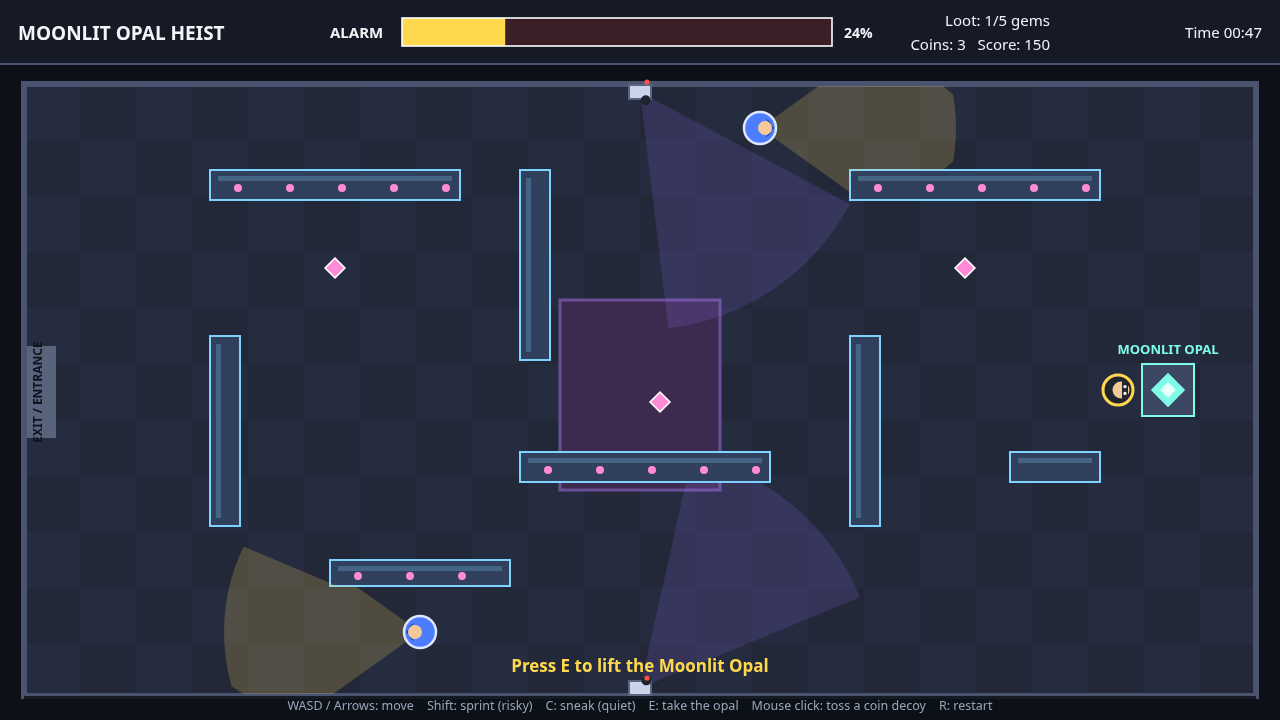 MOONLIT OPAL HEIST
ALARM
24%
Loot: 1/5 gems
Coins: 3 Score: 150
Time 00:47
MOONLIT OPAL
EXIT / ENTRANCE
Press E to lift the Moonlit Opal
WASD / Arrows: move Shift: sprint (risky) C: sneak (quiet) E: take the opal Mouse click: toss a coin decoy R: restart